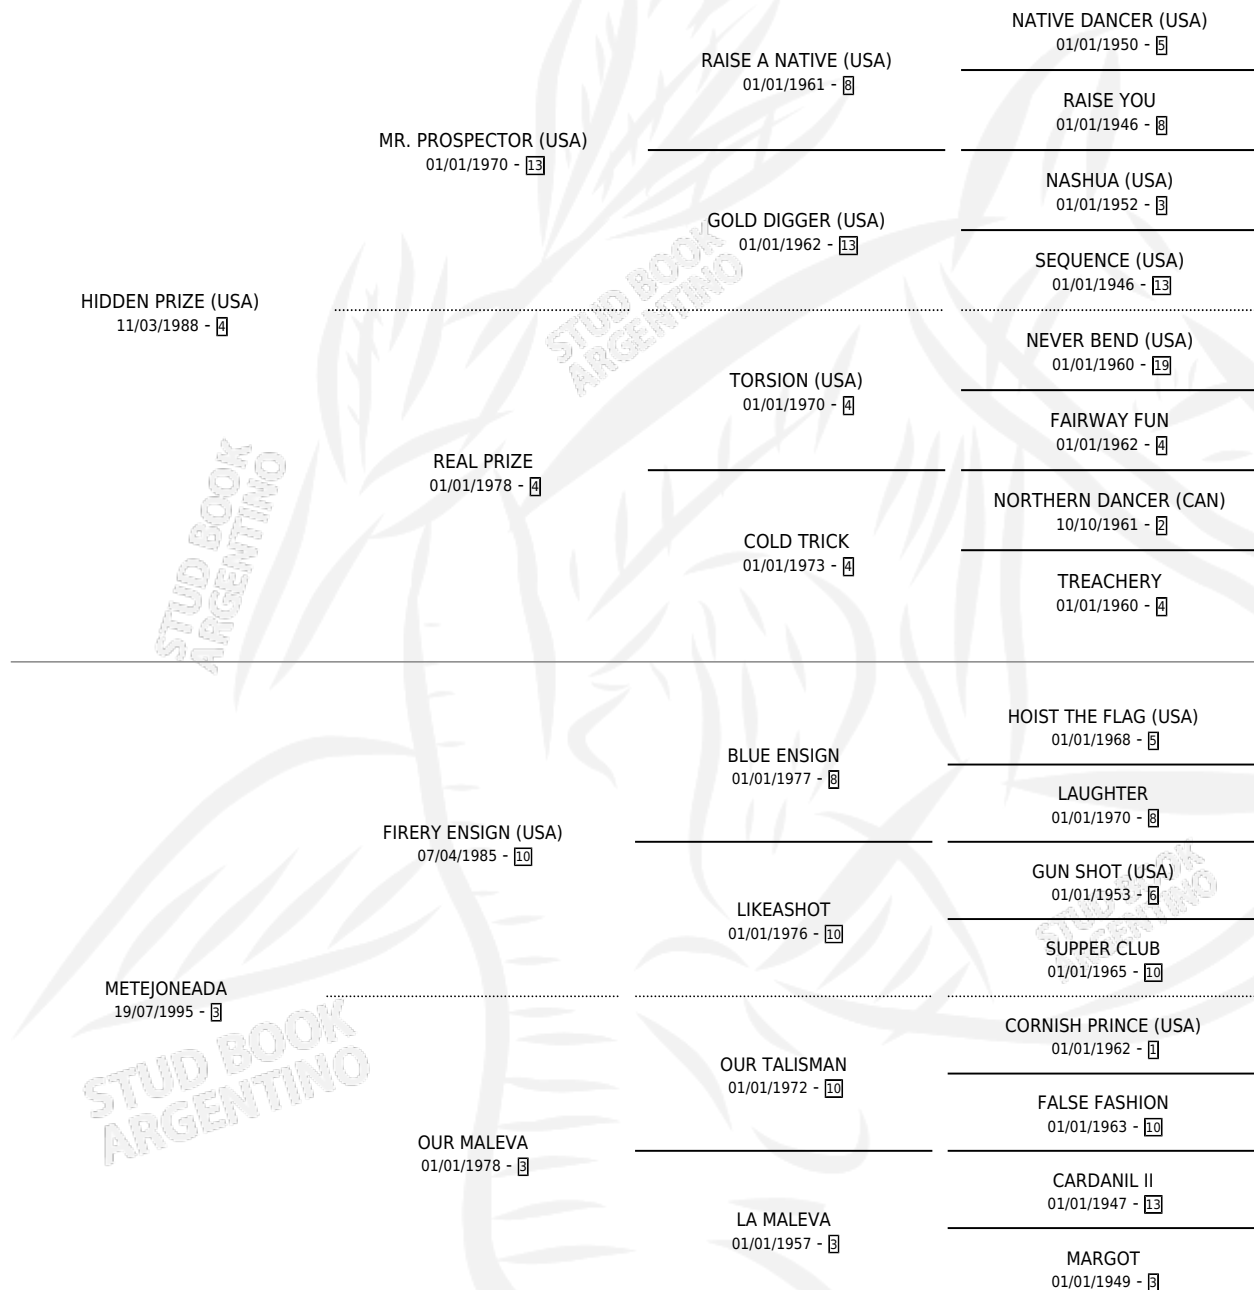 NATIVE DANCER (USA)
01/01/1950 - 5
RAISE A NATIVE (USA)
01/01/1961 - 8
RAISE YOU
01/01/1946 - 8
MR. PROSPECTOR (USA)
01/01/1970 - 13
NASHUA (USA)
01/01/1952 - 3
GOLD DIGGER (USA)
01/01/1962 - 13
SEQUENCE (USA)
01/01/1946 - 13
HIDDEN PRIZE (USA)
11/03/1988 - 4
STUD BOOK
ARGENTINO
NEVER BEND (USA)
01/01/1960 - 19
TORSION (USA)
01/01/1970 - 4
FAIRWAY FUN
01/01/1962 - 4
REAL PRIZE
01/01/1978 - 4
NORTHERN DANCER (CAN)
10/10/1961 - 2
COLD TRICK
01/01/1973 - 4
TREACHERY
01/01/1960 - 4
STUD BOOK
ARGENTINO
HOIST THE FLAG (USA)
01/01/1968 - 5
BLUE ENSIGN
01/01/1977 - 8
LAUGHTER
01/01/1970 - 8
FIRERY ENSIGN (USA)
07/04/1985 - 10
GUN SHOT (USA)
01/01/1953 - 6
LIKEASHOT
01/01/1976 - 10
SUPPER CLUB
01/01/1965 - 10
STUD BOOK
ARGENTINO
METEJONEADA
19/07/1995 - 3
STUD BOOK
ARGENTINO
CORNISH PRINCE (USA)
01/01/1962 - 1
OUR TALISMAN
01/01/1972 - 10
FALSE FASHION
01/01/1963 - 10
OUR MALEVA
01/01/1978 - 3
CARDANIL II
01/01/1947 - 13
LA MALEVA
01/01/1957 - 3
MARGOT
01/01/1949 - 3